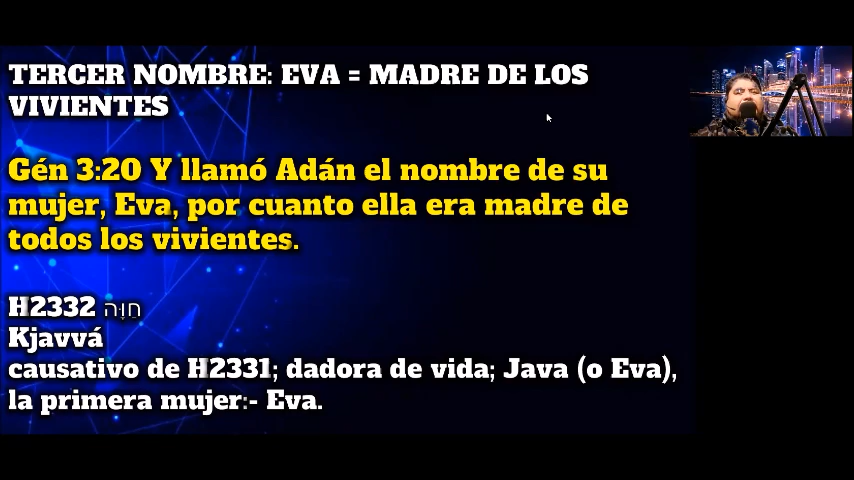 TERCER NOMBRE: EVA = MADRE DE LOS
VIVIENTES
Gén 3:20 Y llamó Adán el nombre de su
mujer, Eva, por cuanto ella era madre de
todos los vivientes.
H2332 חַוָּה
Kjavvá
causativo de H2331; dadora de vida; Java (o Eva),
la primera mujer:- Eva.